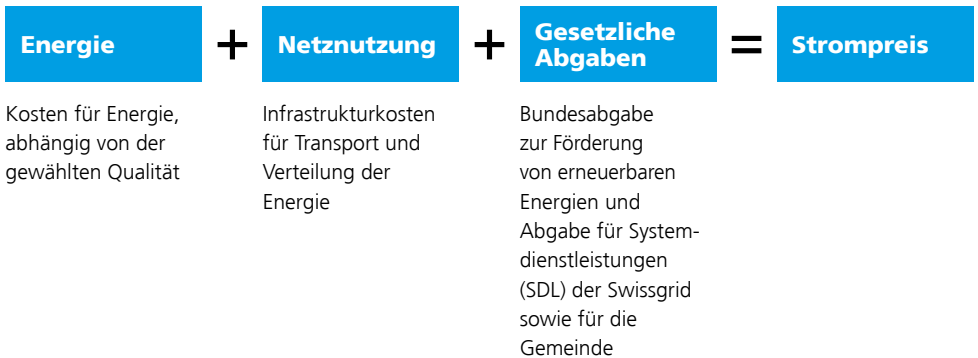 Energie
+
Netznutzung
+
Gesetzliche
Abgaben
=
Strompreis
Kosten für Energie,
abhängig von der
gewählten Qualität
Infrastrukturkosten
für Transport und
Verteilung der
Energie
Bundesabgabe
zur Förderung
von erneuerbaren
Energien und
Abgabe für System-
dienstleistungen
(SDL) der Swissgrid
sowie für die
Gemeinde